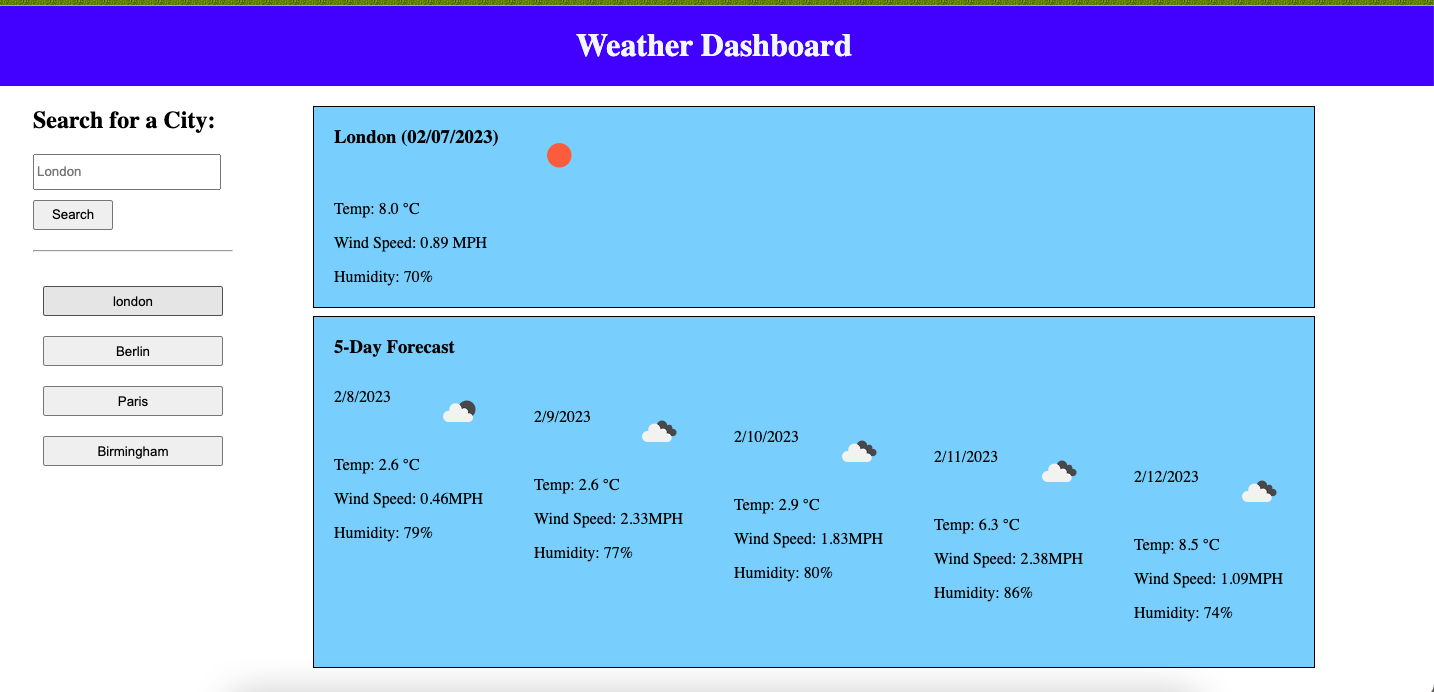 Weather Dashboard
Search for a City:
London
Search
london
Berlin
Paris
Birmingham
London (02/07/2023)
Temp: 8.0 °C
Wind Speed: 0.89 MPH
Humidity: 70%
5-Day Forecast
2/8/2023
Temp: 2.6 °C
Wind Speed: 0.46MPH
Humidity: 79%
2/9/2023
Temp: 2.6 °C
Wind Speed: 2.33MPH
Humidity: 77%
2/10/2023
Temp: 2.9 °C
Wind Speed: 1.83MPH
Humidity: 80%
2/11/2023
Temp: 6.3 °C
Wind Speed: 2.38MPH
Humidity: 86%
2/12/2023
Temp: 8.5 °C
Wind Speed: 1.09MPH
Humidity: 74%